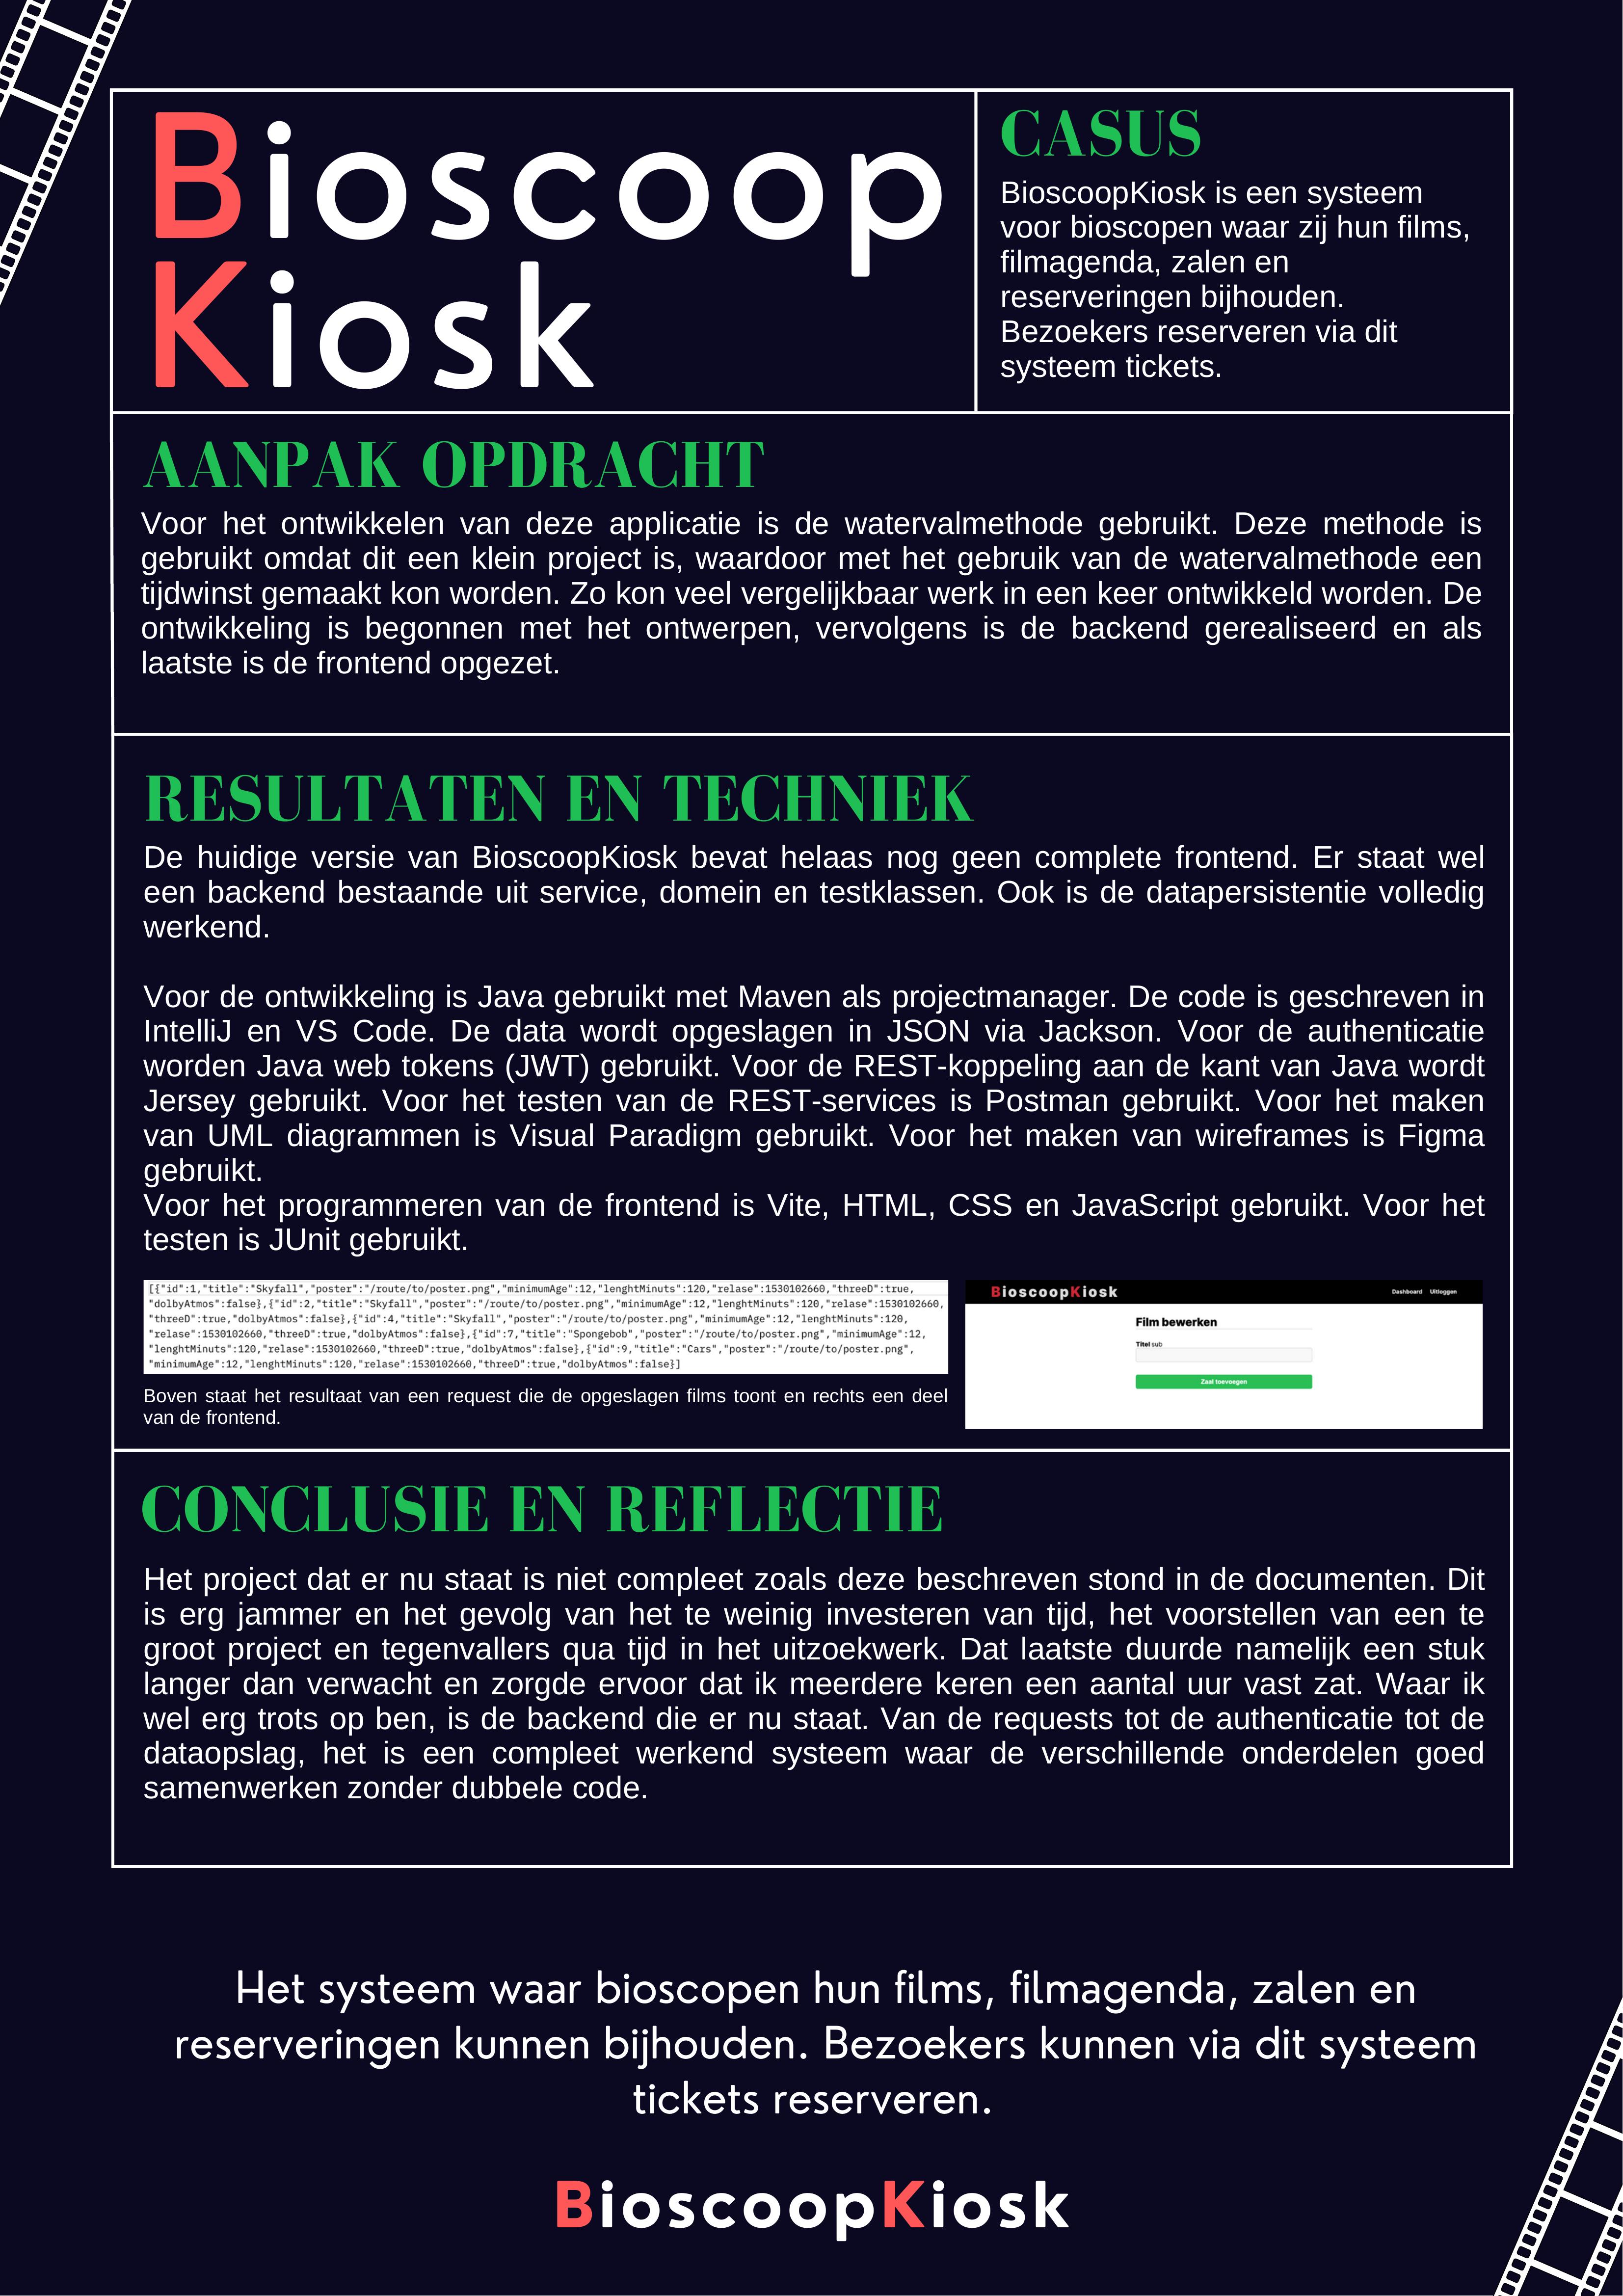 Bioscoop
Kiosk
CASUS
BioscoopKiosk is een systeem
voor bioscopen waar zij hun films,
filmagenda, zalen en
reserveringen bijhouden.
Bezoekers reserveren via dit
systeem tickets.
AANPAK OPDRACHT
Voor het ontwikkelen van deze applicatie is de watervalmethode gebruikt. Deze methode is
gebruikt omdat dit een klein project is, waardoor met het gebruik van de watervalmethode een
tijdwinst gemaakt kon worden. Zo kon veel vergelijkbaar werk in een keer ontwikkeld worden. De
ontwikkeling is begonnen met het ontwerpen, vervolgens is de backend gerealiseerd en als
laatste is de frontend opgezet.
RESULTATEN EN TECHNIEK
De huidige versie van BioscoopKiosk bevat helaas nog geen complete frontend. Er staat wel
een backend bestaande uit service, domein en testklassen. Ook is de datapersistentie volledig
werkend.
Voor de ontwikkeling is Java gebruikt met Maven als projectmanager. De code is geschreven in
IntelliJ en VS Code. De data wordt opgeslagen in JSON via Jackson. Voor de authenticatie
worden Java web tokens (JWT) gebruikt. Voor de REST-koppeling aan de kant van Java wordt
Jersey gebruikt. Voor het testen van de REST-services is Postman gebruikt. Voor het maken
van UML diagrammen is Visual Paradigm gebruikt. Voor het maken van wireframes is Figma
gebruikt.
Voor het programmeren van de frontend is Vite, HTML, CSS en JavaScript gebruikt. Voor het
testen is JUnit gebruikt.
[{"id":1,"title":"Skyfall","poster":"/route/to/poster.png","minimumAge":12,"lenghtMinuts":120,"relase":1530102660,"threeD":true,
"dolbyAtmos":false},{"id":2,"title":"Skyfall","poster":"/route/to/poster.png","minimumAge":12,"lenghtMinuts":120,"relase":1530102660,
"threeD":true,"dolbyAtmos":false},{"id":4,"title":"Skyfall","poster":"/route/to/poster.png","minimumAge":12,"lenghtMinuts":120,
"relase":1530102660,"threeD":true,"dolbyAtmos":false},{"id":7,"title":"Spongebob","poster":"/route/to/poster.png","minimumAge":12,
"lenghtMinuts":120,"relase":1530102660,"threeD":true,"dolbyAtmos":false},{"id":9,"title":"Cars","poster":"/route/to/poster.png",
"minimumAge":12,"lenghtMinuts":120,"relase":1530102660,"threeD":true,"dolbyAtmos":false}]
Boven staat het resultaat van een request die de opgeslagen films toont en rechts een deel
van de frontend.
BioscoopKiosk
Dashboard Uitloggen
Film bewerken
Titel sub
Zaal toevoegen
CONCLUSIE EN REFLECTIE
Het project dat er nu staat is niet compleet zoals deze beschreven stond in de documenten. Dit
is erg jammer en het gevolg van het te weinig investeren van tijd, het voorstellen van een te
groot project en tegenvallers qua tijd in het uitzoekwerk. Dat laatste duurde namelijk een stuk
langer dan verwacht en zorgde ervoor dat ik meerdere keren een aantal uur vast zat. Waar ik
wel erg trots op ben, is de backend die er nu staat. Van de requests tot de authenticatie tot de
dataopslag, het is een compleet werkend systeem waar de verschillende onderdelen goed
samenwerken zonder dubbele code.
Het systeem waar bioscopen hun films, filmagenda, zalen en
reserveringen kunnen bijhouden. Bezoekers kunnen via dit systeem
tickets reserveren.
BioscoopKiosk